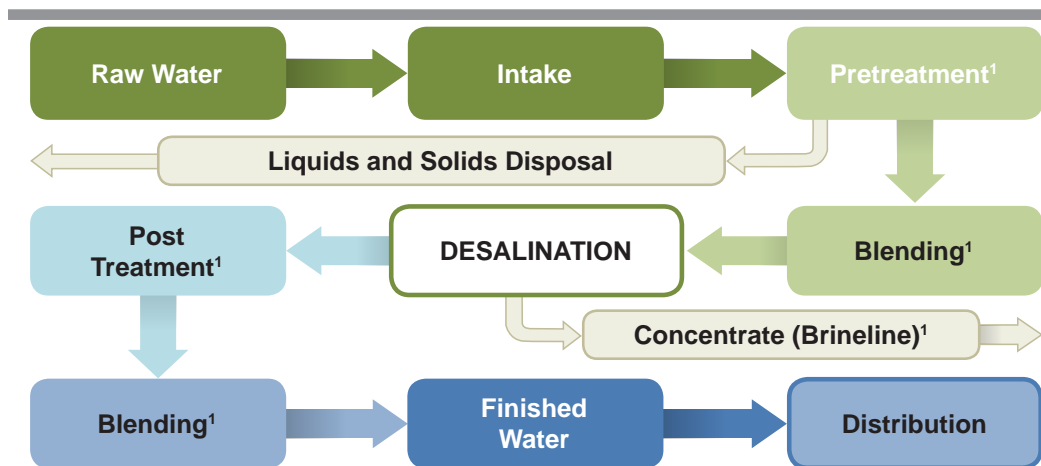 Raw Water
Intake
Pretreatment¹
Liquids and Solids Disposal
Post
Treatment¹
DESALINATION
Blending¹
Concentrate (Brineline)¹
Blending¹
Finished
Water
Distribution